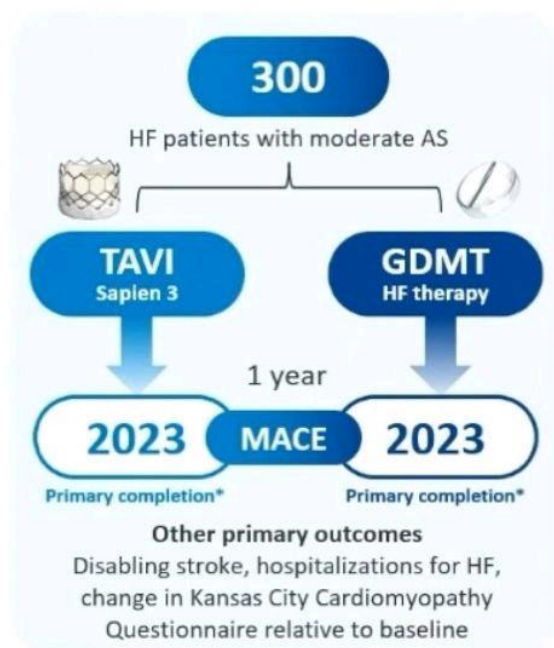 300
HF patients with moderate AS
TAVI
Sapien 3
GDMT
HF therapy
1 year
2023
MACE
2023
Primary completion*
Primary completion*
Other primary outcomes
Disabling stroke, hospitalizations for HF,
change in Kansas City Cardiomyopathy
Questionnaire relative to baseline